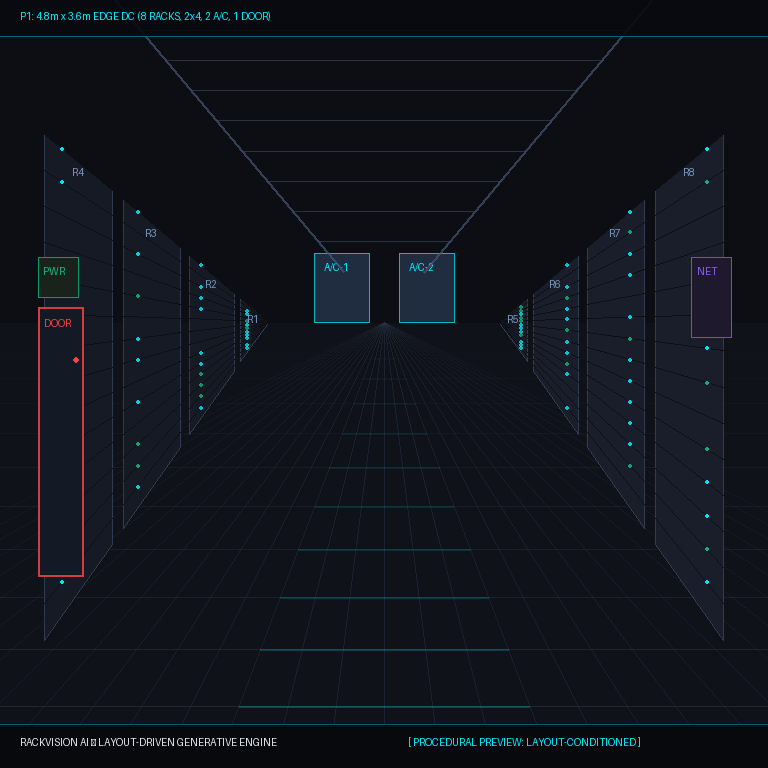 P1: 4.8m x 3.6m EDGE DC (8 RACKS, 2x4, 2 A/C, 1 DOOR)
R4
R8
R3
R7
PWR
A/C-1
A/C-2
NET
R2
R6
DOOR
R1
R5
RACKVISION AI ▯ LAYOUT-DRIVEN GENERATIVE ENGINE
[ PROCEDURAL PREVIEW: LAYOUT-CONDITIONED ]